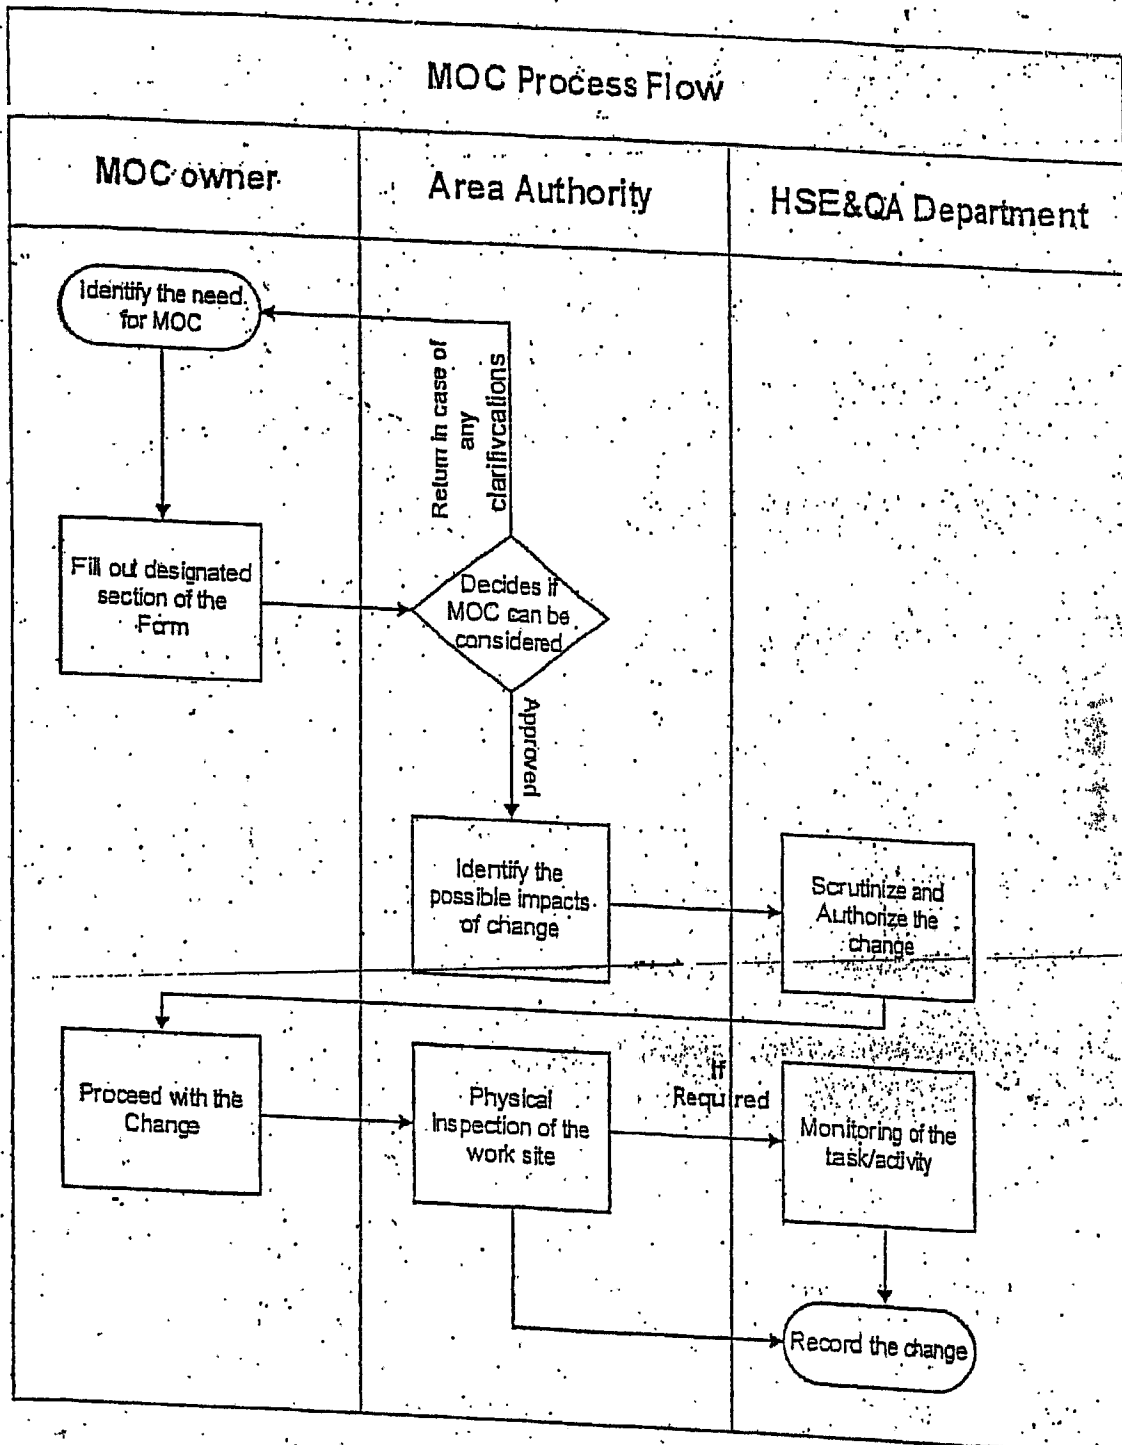 MOC Process Flow
MOC owner
Area Authority
HSE&QA Department
Identify the need
for MOC
Return in case of
any
clarifivcations
Fill out designated
section of the
Form
Decides if
MOC can be
considered
Approved
Identify the
possible impacts
of change
Scrutinize and
Authorize the
change
Proceed with the
Change
Physical
Inspection of the
work site
If
Required
Monitoring of the
task/activity
Record the change